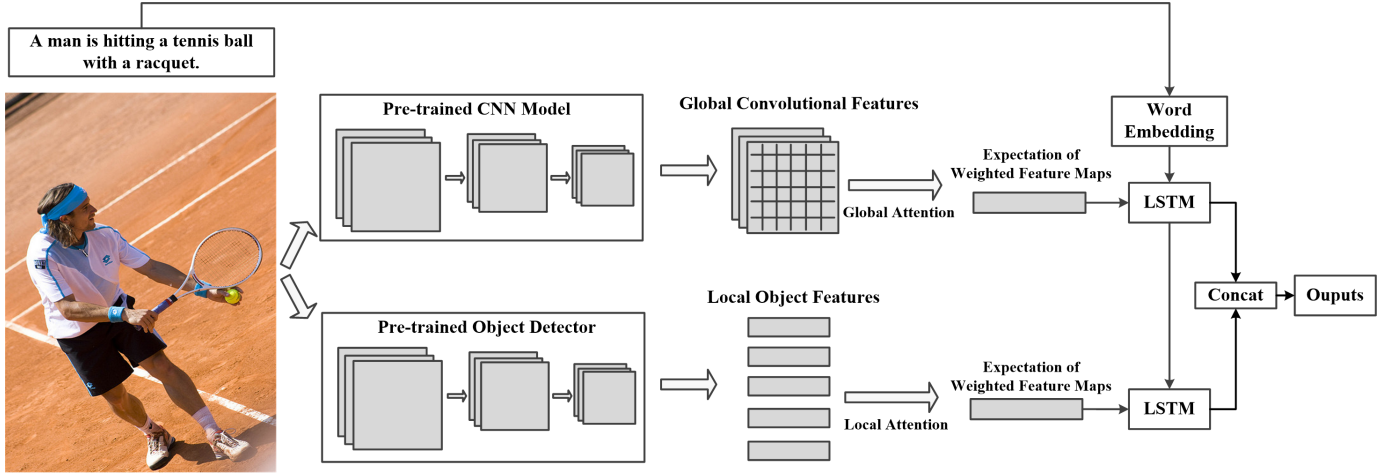 A man is hitting a tennis ball
with a racquet.
Pre-trained CNN Model
Global Convolutional Features
Word
Embedding
Expectation of
Weighted Feature Maps
Global Attention
LSTM
Concat
Ouputs
Pre-trained Object Detector
Local Object Features
Expectation of
Weighted Feature Maps
Local Attention
LSTM